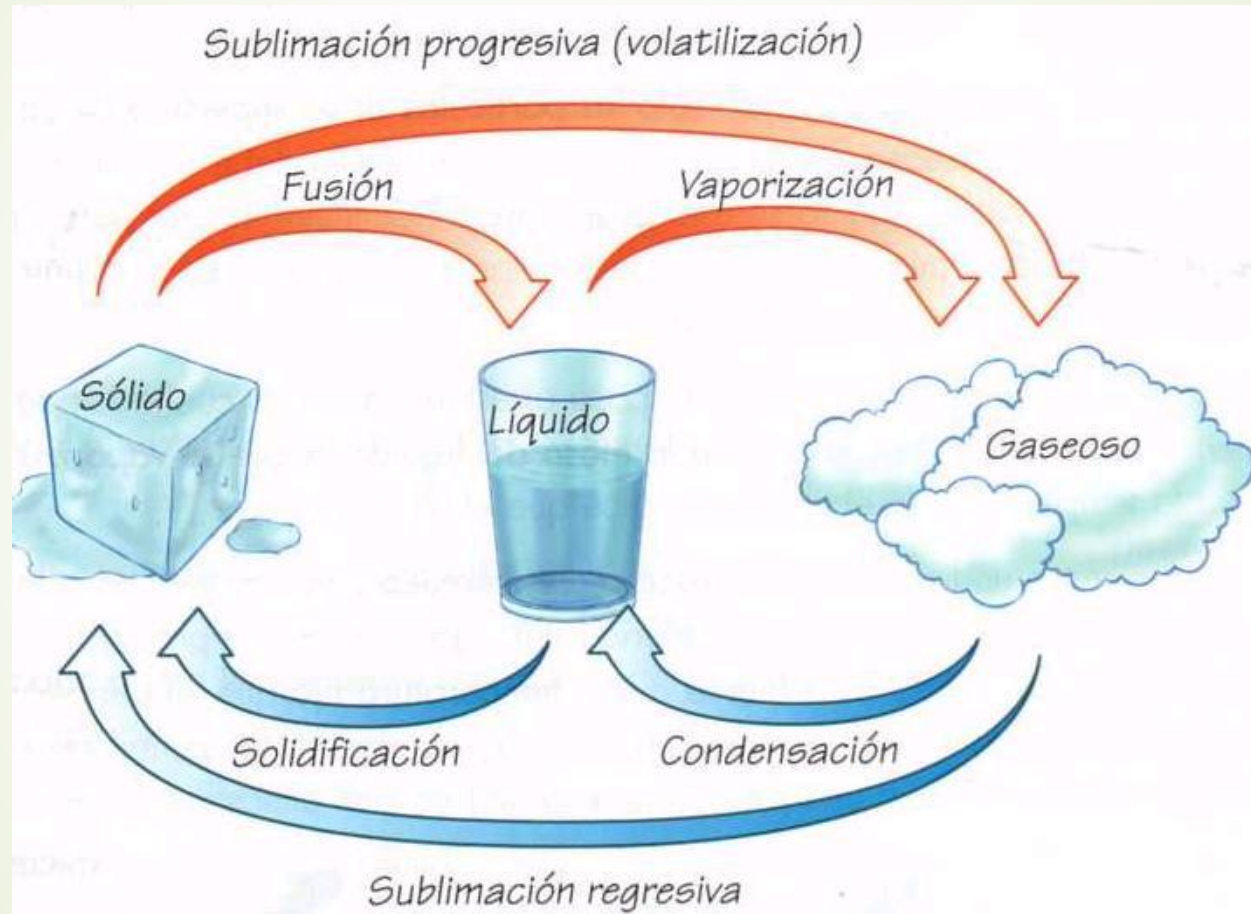 Sublimación progresiva (volatilización)
Fusión
Vaporización
Sólido
Líquido
Gaseoso
Solidificación
Condensación
Sublimación regresiva